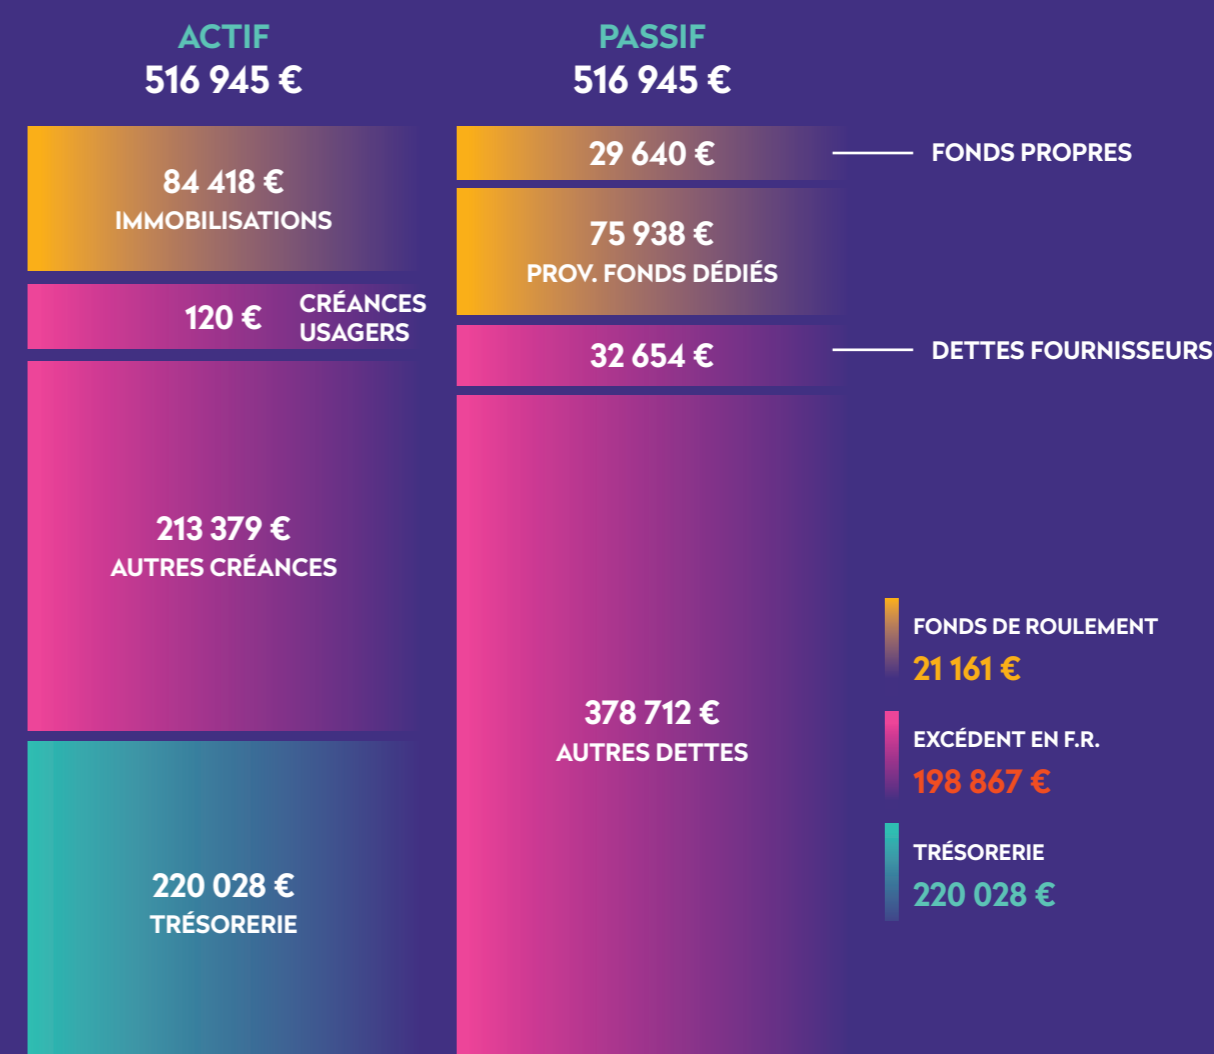 ACTIF
516 945 €
84 418 €
IMMOBILISATIONS
120 €
CRÉANCES
USAGERS
213 379 €
AUTRES CRÉANCES
220 028 €
TRÉSORERIE
PASSIF
516 945 €
29 640 €
FONDS PROPRES
75 938 €
PROV. FONDS DÉDIÉS
32 654 €
DETTES FOURNISSEURS
378 712 €
AUTRES DETTES
FONDS DE ROULEMENT
21 161 €
EXCÉDENT EN F.R.
198 867 €
TRÉSORERIE
220 028 €